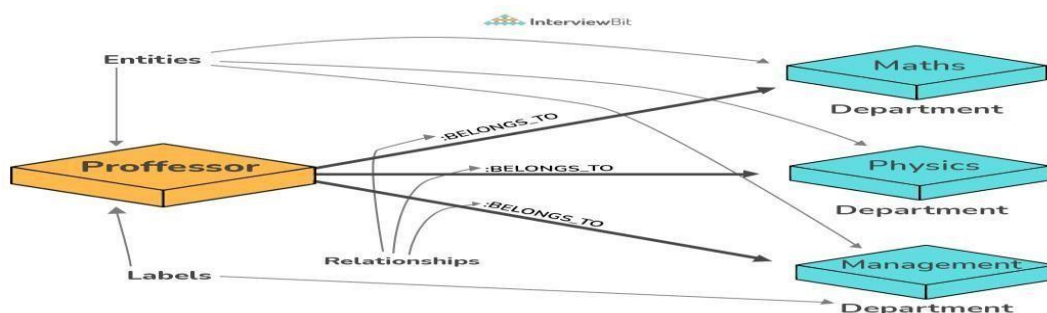 InterviewBit
Entities
Maths
Department
:BELONGS_TO
Proffessor
:BELONGS_TO
Physics
Department
:BELONGS_TO
Relationships
Labels
Management
Department